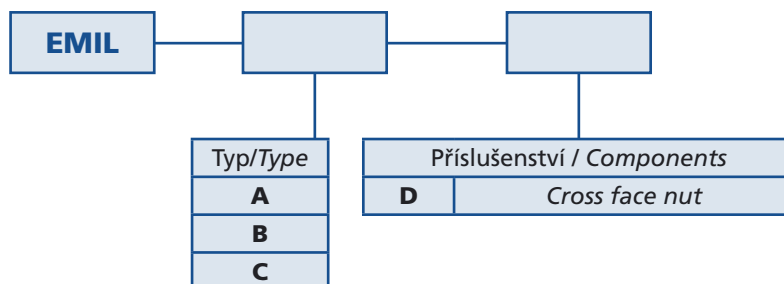 EMIL
Typ/Type
A
B
C
Příslušenství / Components
D Cross face nut